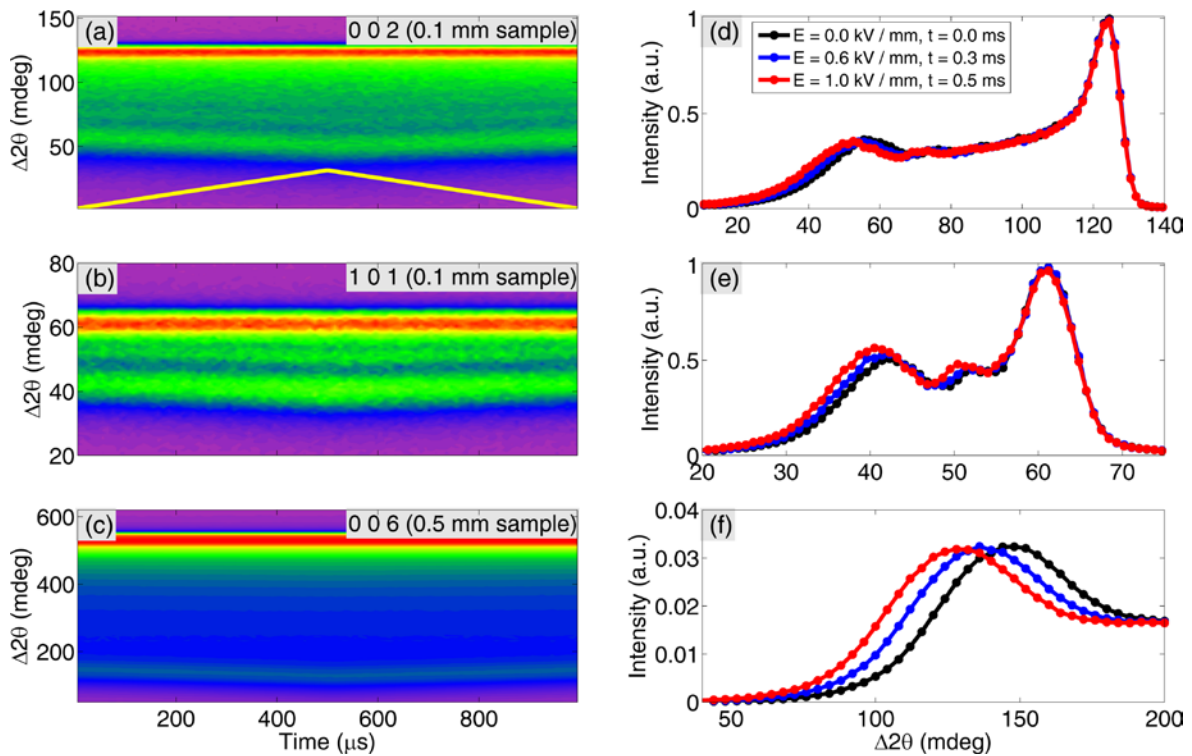 (a)
0 0 2 (0.1 mm sample)
150
100
50
Δ2θ (mdeg)
(b)
1 0 1 (0.1 mm sample)
80
60
40
20
Δ2θ (mdeg)
(c)
0 0 6 (0.5 mm sample)
600
400
200
Δ2θ (mdeg)
200 400 600 800
Time (μs)
(d)
E = 0.0 kV / mm, t = 0.0 ms
E = 0.6 kV / mm, t = 0.3 ms
E = 1.0 kV / mm, t = 0.5 ms
1
0.5
0
Intensity (a.u.)
20 40 60 80 100 120 140
(e)
1
0.5
0
Intensity (a.u.)
20 30 40 50 60 70
(f)
0.04
0.03
0.02
0.01
0
Intensity (a.u.)
50 100 150 200
Δ2θ (mdeg)